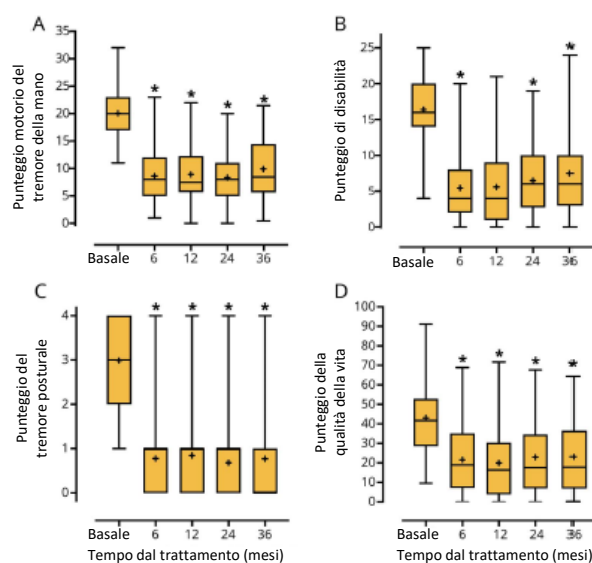 A
Punteggio motorio del
tremore della mano
35
30
25
20
15
10
5
0
* * * *
Basale 6 12 24 36
B
Punteggio di disabilità
25
20
15
10
5
0
* * *
Basale 6 12 24 36
C
Punteggio del
tremore posturale
4
3
2
1
0
* * * *
Basale 6 12 24 36
Tempo dal trattamento (mesi)
D
Punteggio della
qualità della vita
100
90
80
70
60
50
40
30
20
10
0
* * * *
Basale 6 12 24 36
Tempo dal trattamento (mesi)